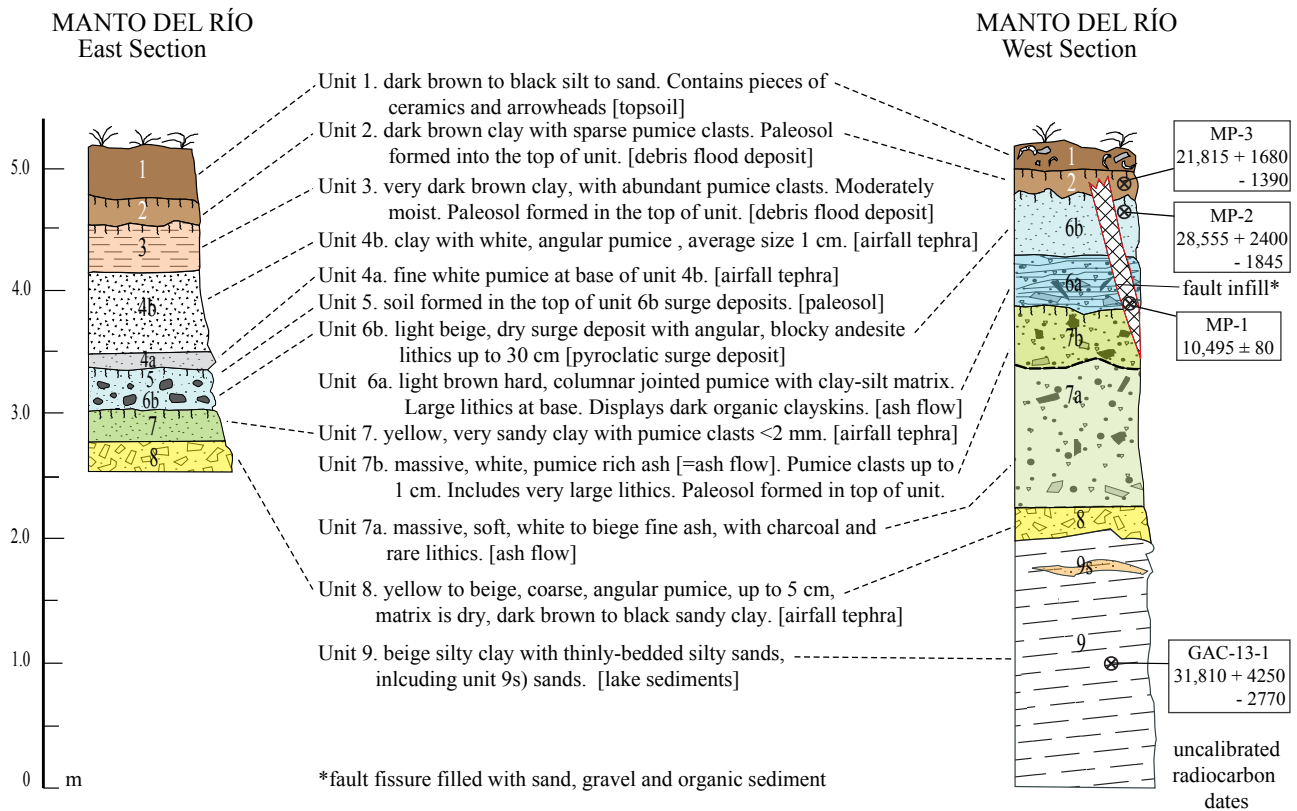 MANTO DEL RÍO
East Section
MANTO DEL RÍO
West Section
Unit 1. dark brown to black silt to sand. Contains pieces of
ceramics and arrowheads [topsoil]
Unit 2. dark brown clay with sparse pumice clasts. Paleosol
formed into the top of unit. [debris flood deposit]
Unit 3. very dark brown clay, with abundant pumice clasts. Moderately
moist. Paleosol formed in the top of unit. [debris flood deposit]
Unit 4b. clay with white, angular pumice , average size 1 cm. [airfall tephra]
Unit 4a. fine white pumice at base of unit 4b. [airfall tephra]
Unit 5. soil formed in the top of unit 6b surge deposits. [paleosol]
Unit 6b. light beige, dry surge deposit with angular, blocky andesite
lithics up to 30 cm [pyroclatic surge deposit]
Unit 6a. light brown hard, columnar jointed pumice with clay-silt matrix.
Large lithics at base. Displays dark organic clayskins. [ash flow]
Unit 7. yellow, very sandy clay with pumice clasts <2 mm. [airfall tephra]
Unit 7b. massive, white, pumice rich ash [=ash flow]. Pumice clasts up to
1 cm. Includes very large lithics. Paleosol formed in top of unit.
Unit 7a. massive, soft, white to biege fine ash, with charcoal and
rare lithics. [ash flow]
Unit 8. yellow to beige, coarse, angular pumice, up to 5 cm,
matrix is dry, dark brown to black sandy clay. [airfall tephra]
Unit 9. beige silty clay with thinly-bedded silty sands,
inlcuding unit 9s) sands. [lake sediments]
*fault fissure filled with sand, gravel and organic sediment
5.0
4.0
3.0
2.0
1.0
0 m
1
2
3
4b
4a
5
6b
7
8
1
2
6b
6a
7b
7a
8
9s
9
MP-3
21,815 + 1680
- 1390
MP-2
28,555 + 2400
- 1845
fault infill*
MP-1
10,495 ± 80
GAC-13-1
31,810 + 4250
- 2770
uncalibrated
radiocarbon
dates